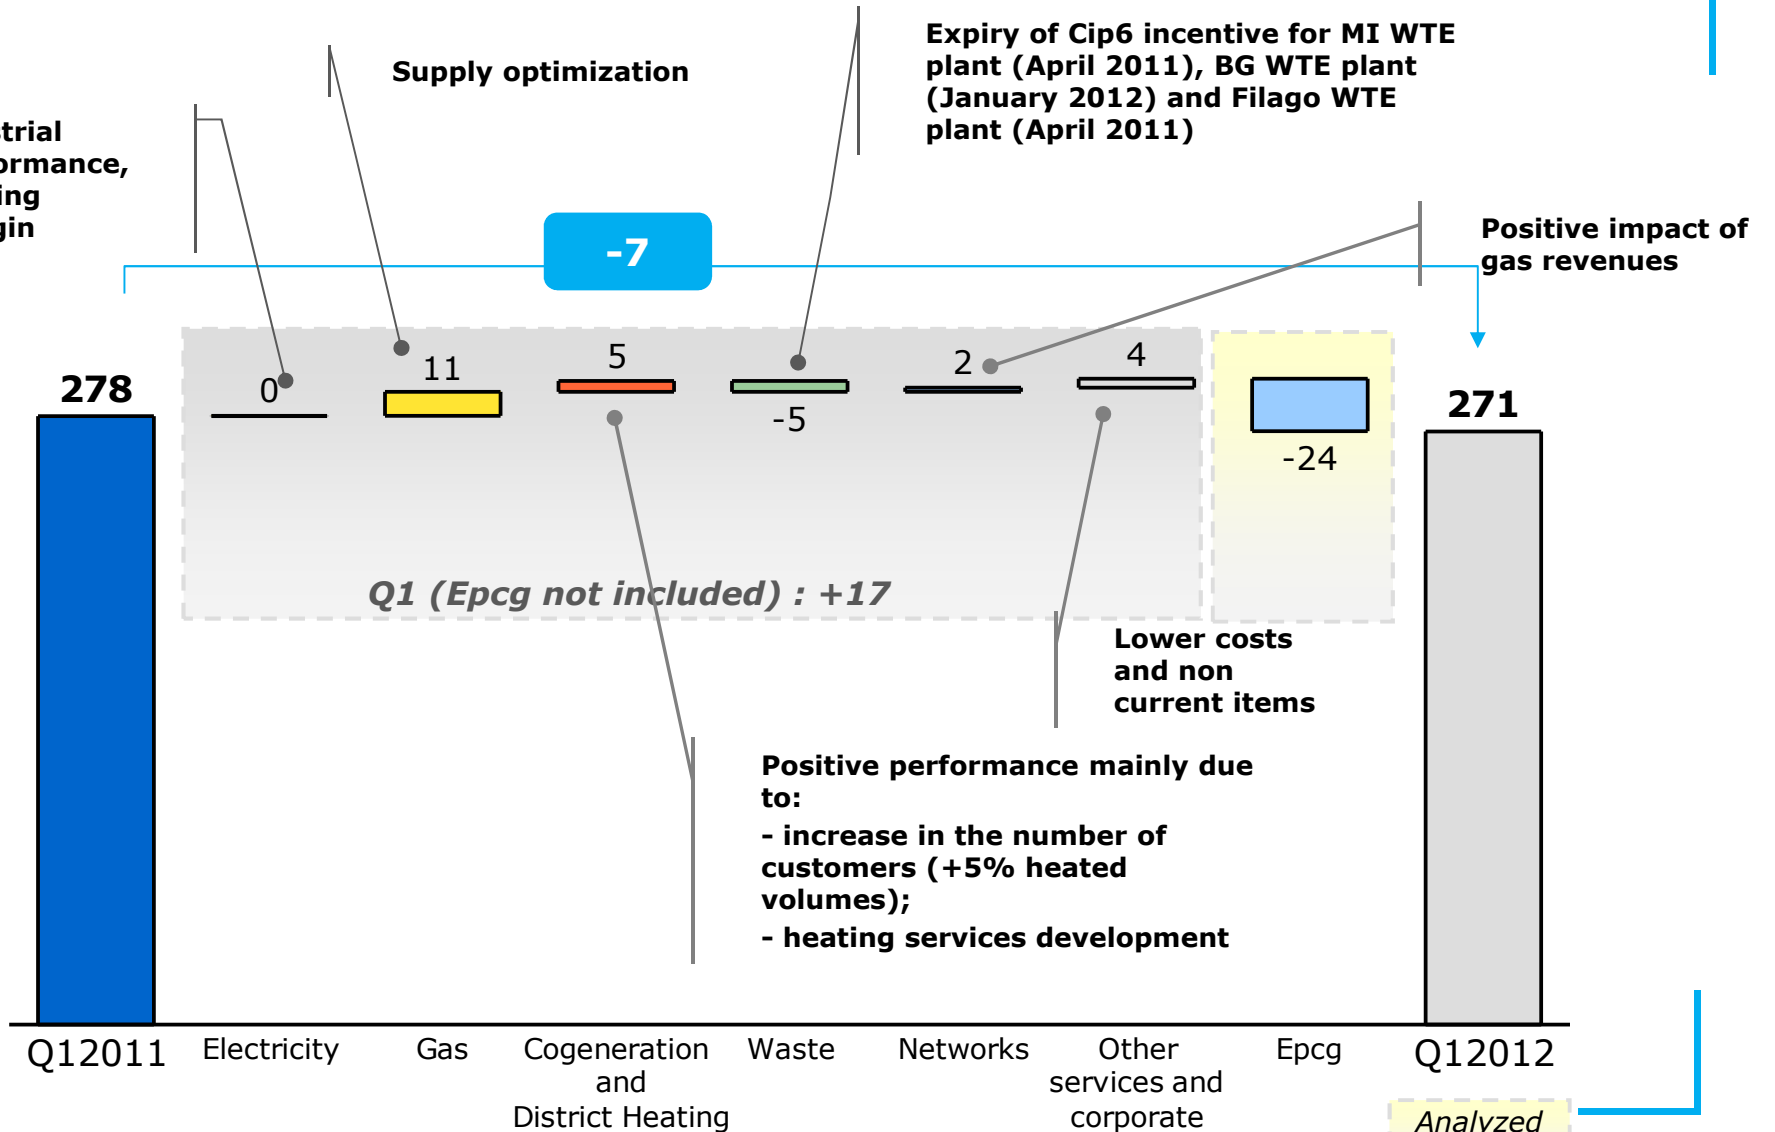 Supply optimization
Expiry of Cip6 incentive for MI WTE
plant (April 2011), BG WTE plant
(January 2012) and Filago WTE
plant (April 2011)
strial
ormance,
ing
gin
-7
Positive impact of
gas revenues
278
0
11
5
-5
2
4
-24
271
Q1 (Epcg not included) : +17
Lower costs
and non
current items
Positive performance mainly due
to:
- increase in the number of
customers (+5% heated
volumes);
- heating services development
Q12011
Electricity
Gas
Cogeneration
and
District Heating
Waste
Networks
Other
services and
corporate
Epcg
Q12012
Analyzed